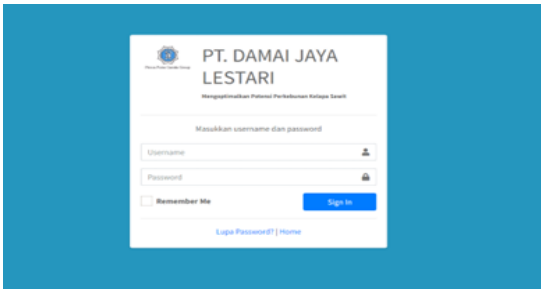 PT. DAMAI JAYA
LESTARI
Mengoptimalkan Potensi Perkebunan Kelapa Sawit
Masukkan username dan password
Username
Password
Remember Me
Sign In
Lupa Password? | Home